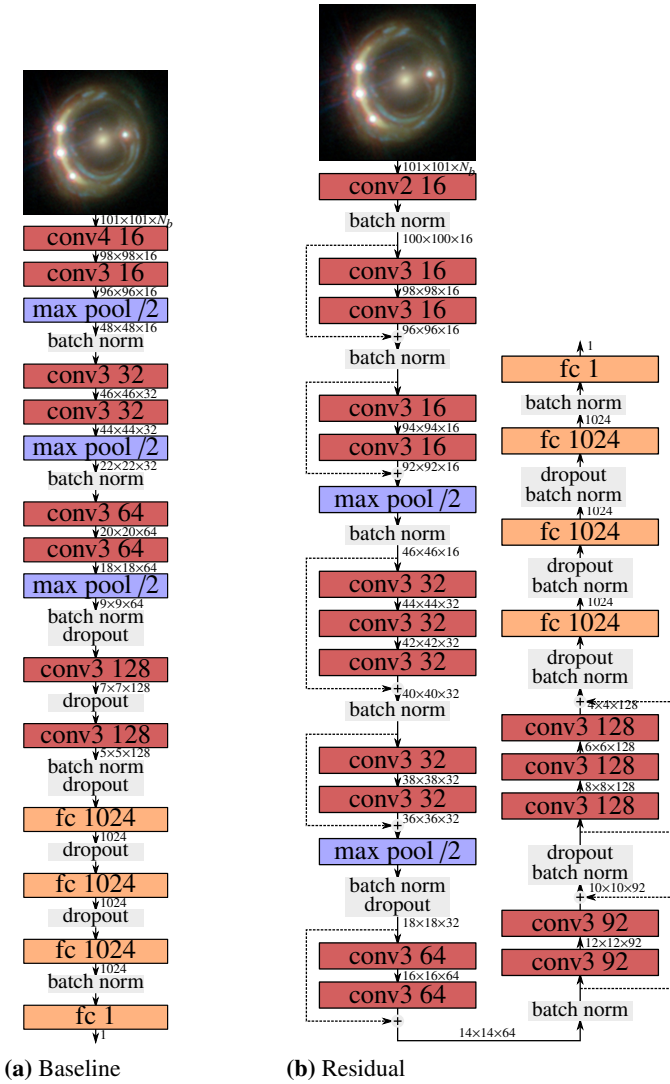 101×101×N_b
conv4 16
98×98×16
conv3 16
96×96×16
max pool /2
48×48×16
batch norm
conv3 32
46×46×32
conv3 32
44×44×32
max pool /2
22×22×32
batch norm
conv3 64
20×20×64
conv3 64
18×18×64
max pool /2
9×9×64
batch norm
dropout
conv3 128
7×7×128
dropout
conv3 128
5×5×128
batch norm
dropout
fc 1024
1024
dropout
fc 1024
1024
dropout
fc 1024
1024
batch norm
fc 1
1
(a) Baseline
101×101×N_b
conv2 16
batch norm
100×100×16
conv3 16
98×98×16
conv3 16
96×96×16
+
batch norm
conv3 16
94×94×16
conv3 16
92×92×16
+
max pool /2
batch norm
46×46×16
conv3 32
44×44×32
conv3 32
42×42×32
conv3 32
+
40×40×32
batch norm
conv3 32
38×38×32
conv3 32
36×36×32
+
max pool /2
batch norm
dropout
18×18×32
conv3 64
16×16×64
conv3 64
+
14×14×64
1
fc 1
batch norm
1024
fc 1024
dropout
batch norm
1024
fc 1024
dropout
batch norm
1024
fc 1024
dropout
batch norm
+
4×4×128
conv3 128
6×6×128
conv3 128
8×8×128
conv3 128
dropout
batch norm
10×10×92
+
conv3 92
12×12×92
conv3 92
batch norm
(b) Residual